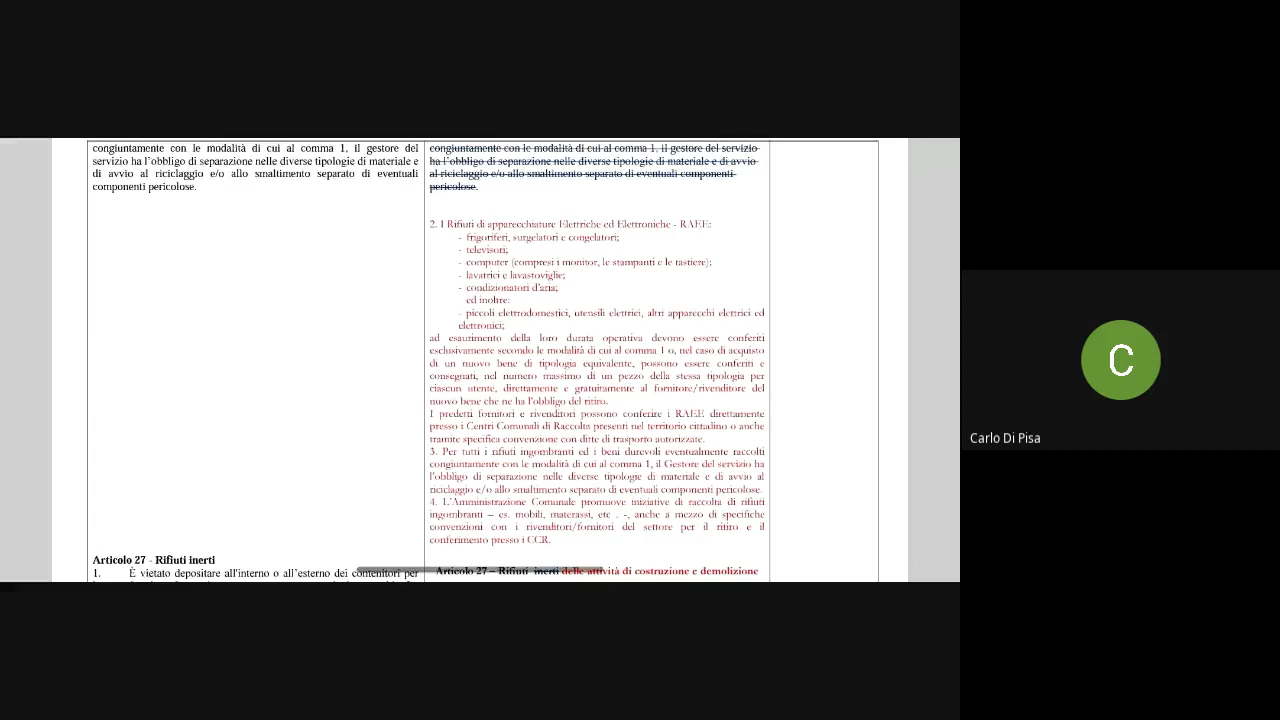 congiuntamente con le modalità di cui al comma 1, il gestore del
servizio ha l'obbligo di separazione nelle diverse tipologie di materiale e
di avvio al riciclaggio e/o allo smaltimento separato di eventuali
componenti pericolose.
Articolo 27 - Rifiuti inerti
1. È vietato depositare all'interno o all'esterno dei contenitori per
congiuntamente con le modalità di cui al comma 1, il gestore del servizio
ha l'obbligo di separazione nelle diverse tipologie di materiale e di avvio
al riciclaggio e/o allo smaltimento separato di eventuali componenti
pericolose.
2. I Rifiuti di apparecchiature Elettriche ed Elettroniche - RAEE:
- frigoriferi, surgelatori e congelatori;
- televisori;
- computer (compresi i monitor, le stampanti e le tastiere);
- lavatrici e lavastoviglie;
- condizionatori d'aria;
ed inoltre:
- piccoli elettrodomestici, utensili elettrici, altri apparecchi elettrici ed
elettronici;
ad esaurimento della loro durata operativa devono essere conferiti
esclusivamente secondo le modalità di cui al comma 1 o, nel caso di acquisto
di un nuovo bene di tipologia equivalente, possono essere conferiti e
consegnati, nel numero massimo di un pezzo della stessa tipologia per
ciascun utente, direttamente e gratuitamente al fornitore/rivenditore del
nuovo bene che ne ha l'obbligo del ritiro.
I predetti fornitori e rivenditori possono conferire i RAEE direttamente
presso i Centri Comunali di Raccolta presenti nel territorio cittadino o anche
tramite specifica convenzione con ditte di trasporto autorizzate.
3. Per tutti i rifiuti ingombranti ed i beni durevoli eventualmente raccolti
congiuntamente con le modalità di cui al comma 1, il Gestore del servizio ha
l'obbligo di separazione nelle diverse tipologie di materiale e di avvio al
riciclaggio e/o allo smaltimento separato di eventuali componenti pericolose.
4. L'Amministrazione Comunale promuove iniziative di raccolta di rifiuti
ingombranti – es. mobili, materassi, etc . -, anche a mezzo di specifiche
convenzioni con i rivenditori/fornitori del settore per il ritiro e il
conferimento presso i CCR.
Articolo 27 – Rifiuti inerti delle attività di costruzione e demolizione
C
Carlo Di Pisa